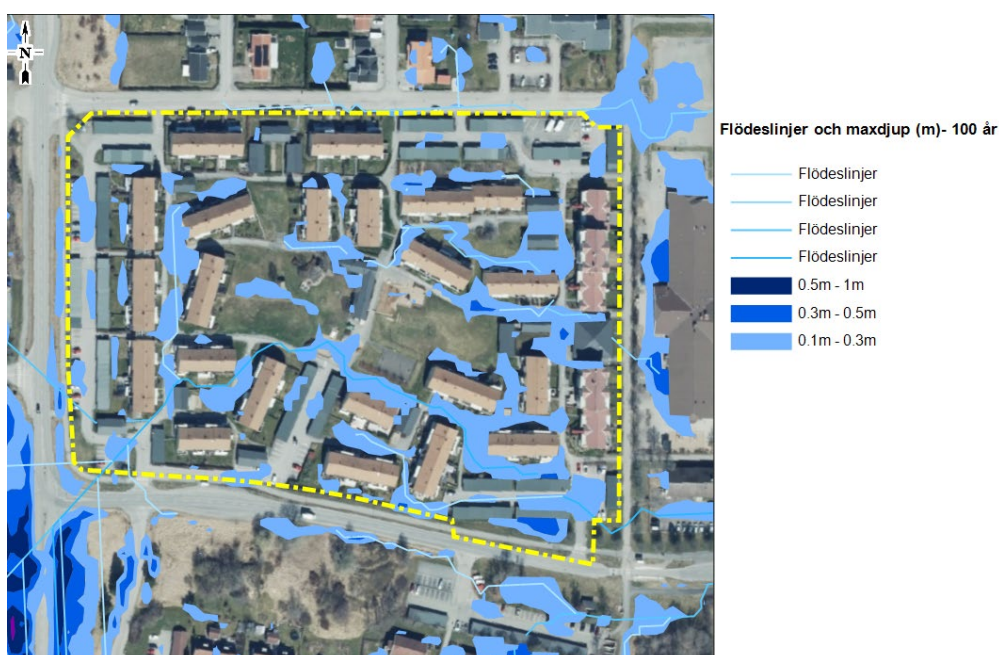 N
Flödeslinjer och maxdjup (m)- 100 år
Flödeslinjer
Flödeslinjer
Flödeslinjer
Flödeslinjer
0.5m - 1m
0.3m - 0.5m
0.1m - 0.3m